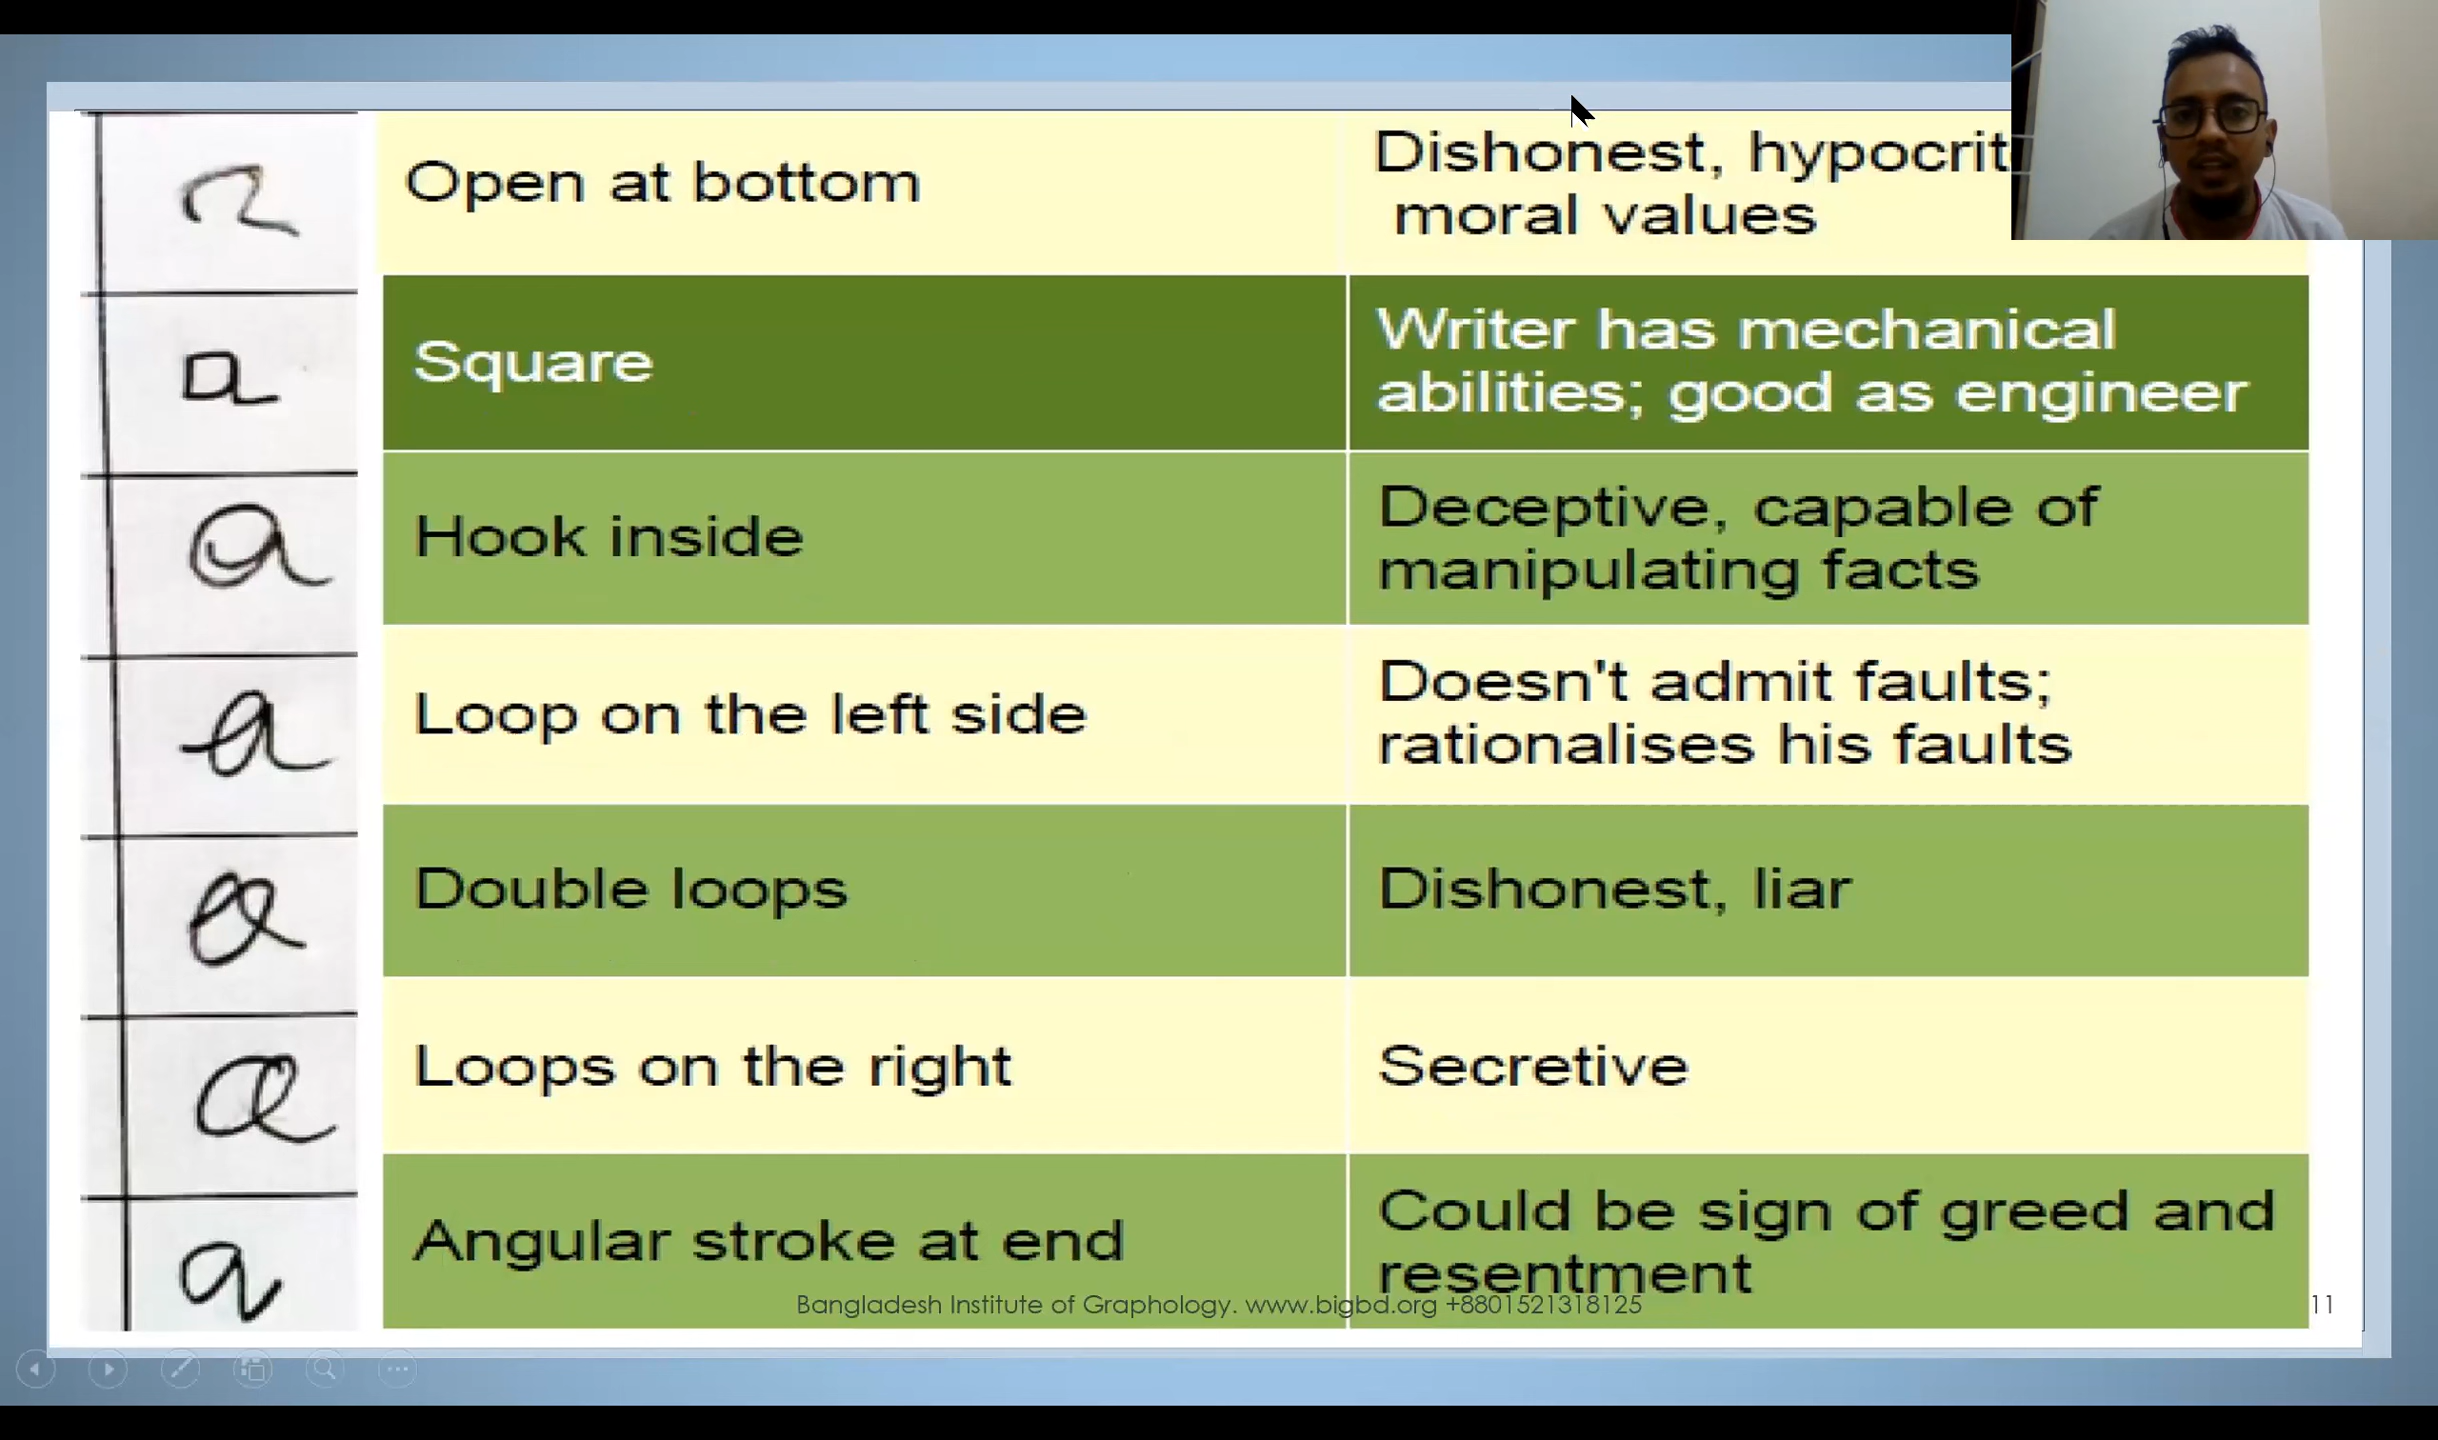 a
Open at bottom
Dishonest,
moral values
a
Square
Writer has mechanical
abilities; good as engineer
a
Hook inside
Deceptive, capable of
manipulating facts
a
Loop on the left side
Doesn't admit faults;
rationalises his faults
a
Double loops
Dishonest, liar
a
Loops on the right
Secretive
a
Angular stroke at end
Could be sign of greed and
resentment
Bangladesh Institute of Graphology. www.bigbd.org +8801521318125
11